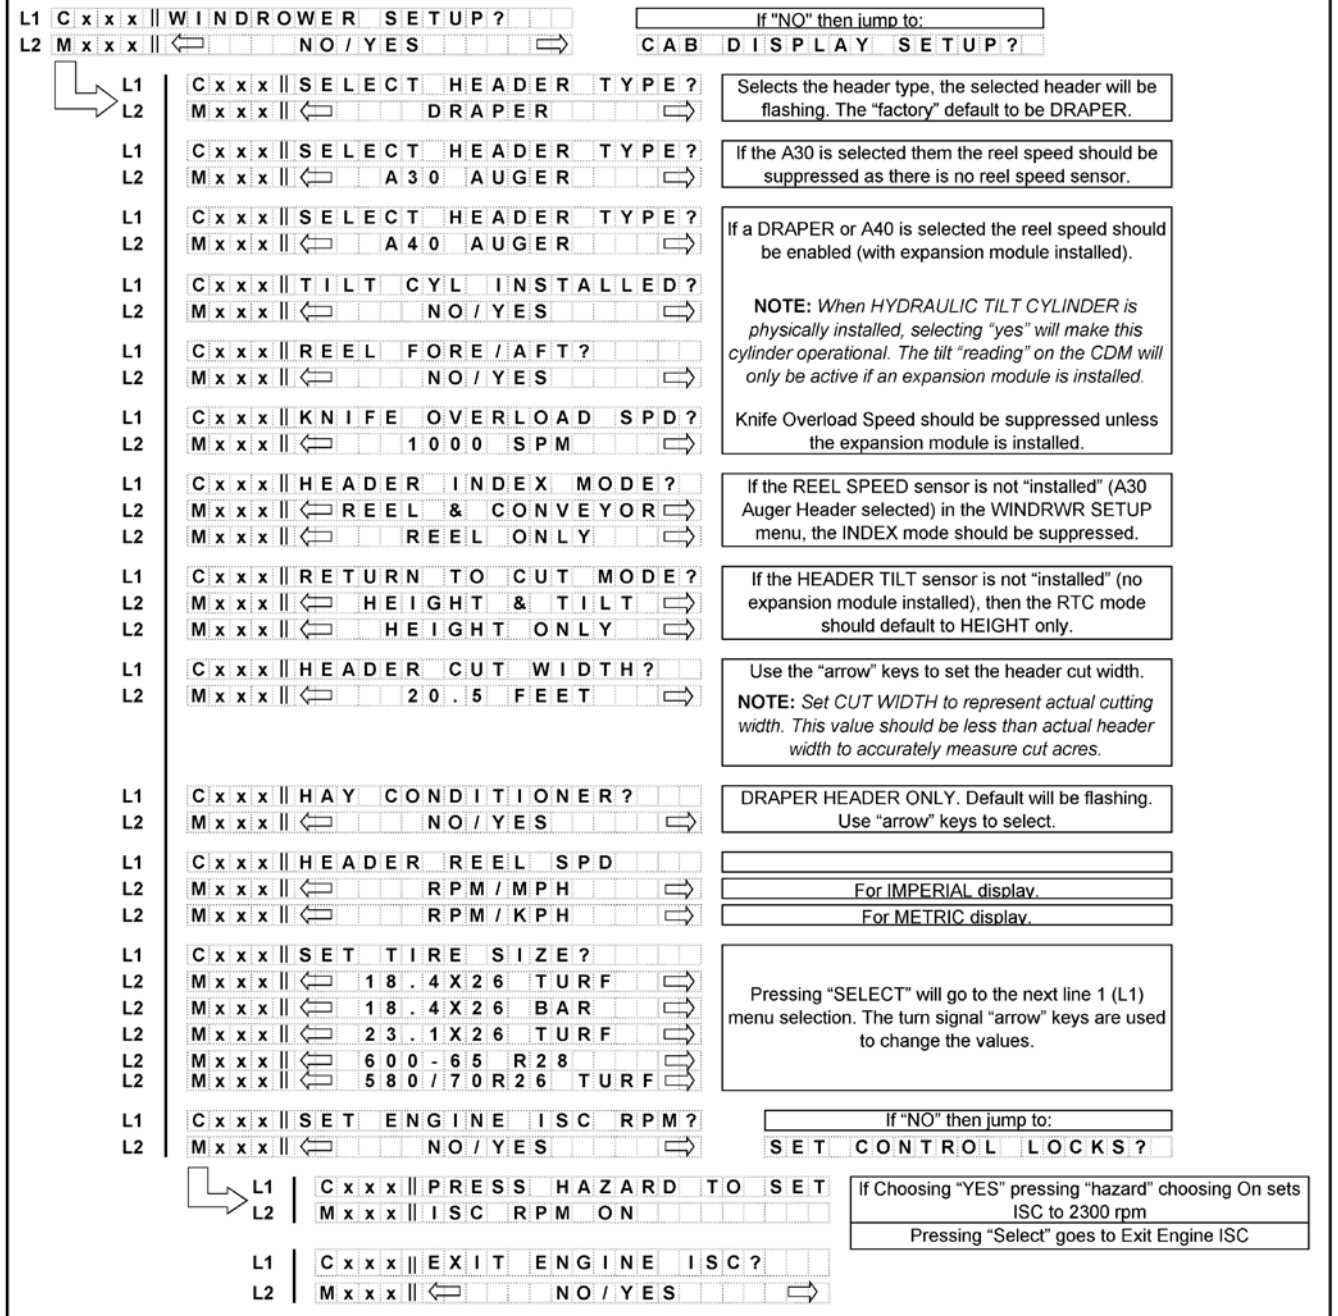 L1 Cxxx||WINDROWER SETUP? If "NO" then jump to:
L2 Mxxx|| NO/YES CAB DISPLAY SETUP?
L1 Cxxx||SELECT HEADER TYPE? Selects the header type, the selected header will be
L2 Mxxx|| DRAPER flashing. The “factory” default to be DRAPER.
L1 Cxxx||SELECT HEADER TYPE? If the A30 is selected them the reel speed should be
L2 Mxxx|| A30 AUGER suppressed as there is no reel speed sensor.
L1 Cxxx||SELECT HEADER TYPE?
L2 Mxxx|| A40 AUGER
If a DRAPER or A40 is selected the reel speed should
be enabled (with expansion module installed).
L1 Cxxx||TILT CYL INSTALLED?
L2 Mxxx|| NO/YES
NOTE: When HYDRAULIC TILT CYLINDER is
physically installed, selecting “yes” will make this
cylinder operational. The tilt “reading” on the CDM will
only be active if an expansion module is installed.
L1 Cxxx||REEL FORE/AFT?
L2 Mxxx|| NO/YES
L1 Cxxx||KNIFE OVERLOAD SPD? Knife Overload Speed should be suppressed unless
L2 Mxxx|| 1000 SPM the expansion module is installed.
L1 Cxxx||HEADER INDEX MODE? If the REEL SPEED sensor is not “installed” (A30
L2 Mxxx|| REEL & CONVEYOR Auger Header selected) in the WINDRWR SETUP
L2 Mxxx|| REEL ONLY menu, the INDEX mode should be suppressed.
L1 Cxxx||RETURN TO CUT MODE? If the HEADER TILT sensor is not “installed” (no
L2 Mxxx|| HEIGHT & TILT expansion module installed), then the RTC mode
L2 Mxxx|| HEIGHT ONLY should default to HEIGHT only.
L1 Cxxx||HEADER CUT WIDTH? Use the “arrow” keys to set the header cut width.
L2 Mxxx|| 20.5 FEET NOTE: Set CUT WIDTH to represent actual cutting
width. This value should be less than actual header
width to accurately measure cut acres.
L1 Cxxx||HAY CONDITIONER? DRAPER HEADER ONLY. Default will be flashing.
L2 Mxxx|| NO/YES Use “arrow” keys to select.
L1 Cxxx||HEADER REEL SPD
L2 Mxxx|| RPM/MPH For IMPERIAL display.
L2 Mxxx|| RPM/KPH For METRIC display.
L1 Cxxx||SET TIRE SIZE?
L2 Mxxx|| 18.4X26 TURF
L2 Mxxx|| 18.4X26 BAR
L2 Mxxx|| 23.1X26 TURF
L2 Mxxx|| 600-65 R28
L2 Mxxx|| 580/70R26 TURF
Pressing “SELECT” will go to the next line 1 (L1)
menu selection. The turn signal “arrow” keys are used
to change the values.
L1 Cxxx||SET ENGINE ISC RPM? If “NO” then jump to:
L2 Mxxx|| NO/YES SET CONTROL LOCKS?
L1 Cxxx||PRESS HAZARD TO SET If Choosing “YES” pressing “hazard” choosing On sets
L2 Mxxx||ISC RPM ON ISC to 2300 rpm
Pressing “Select” goes to Exit Engine ISC
L1 Cxxx||EXIT ENGINE ISC?
L2 Mxxx|| NO/YES